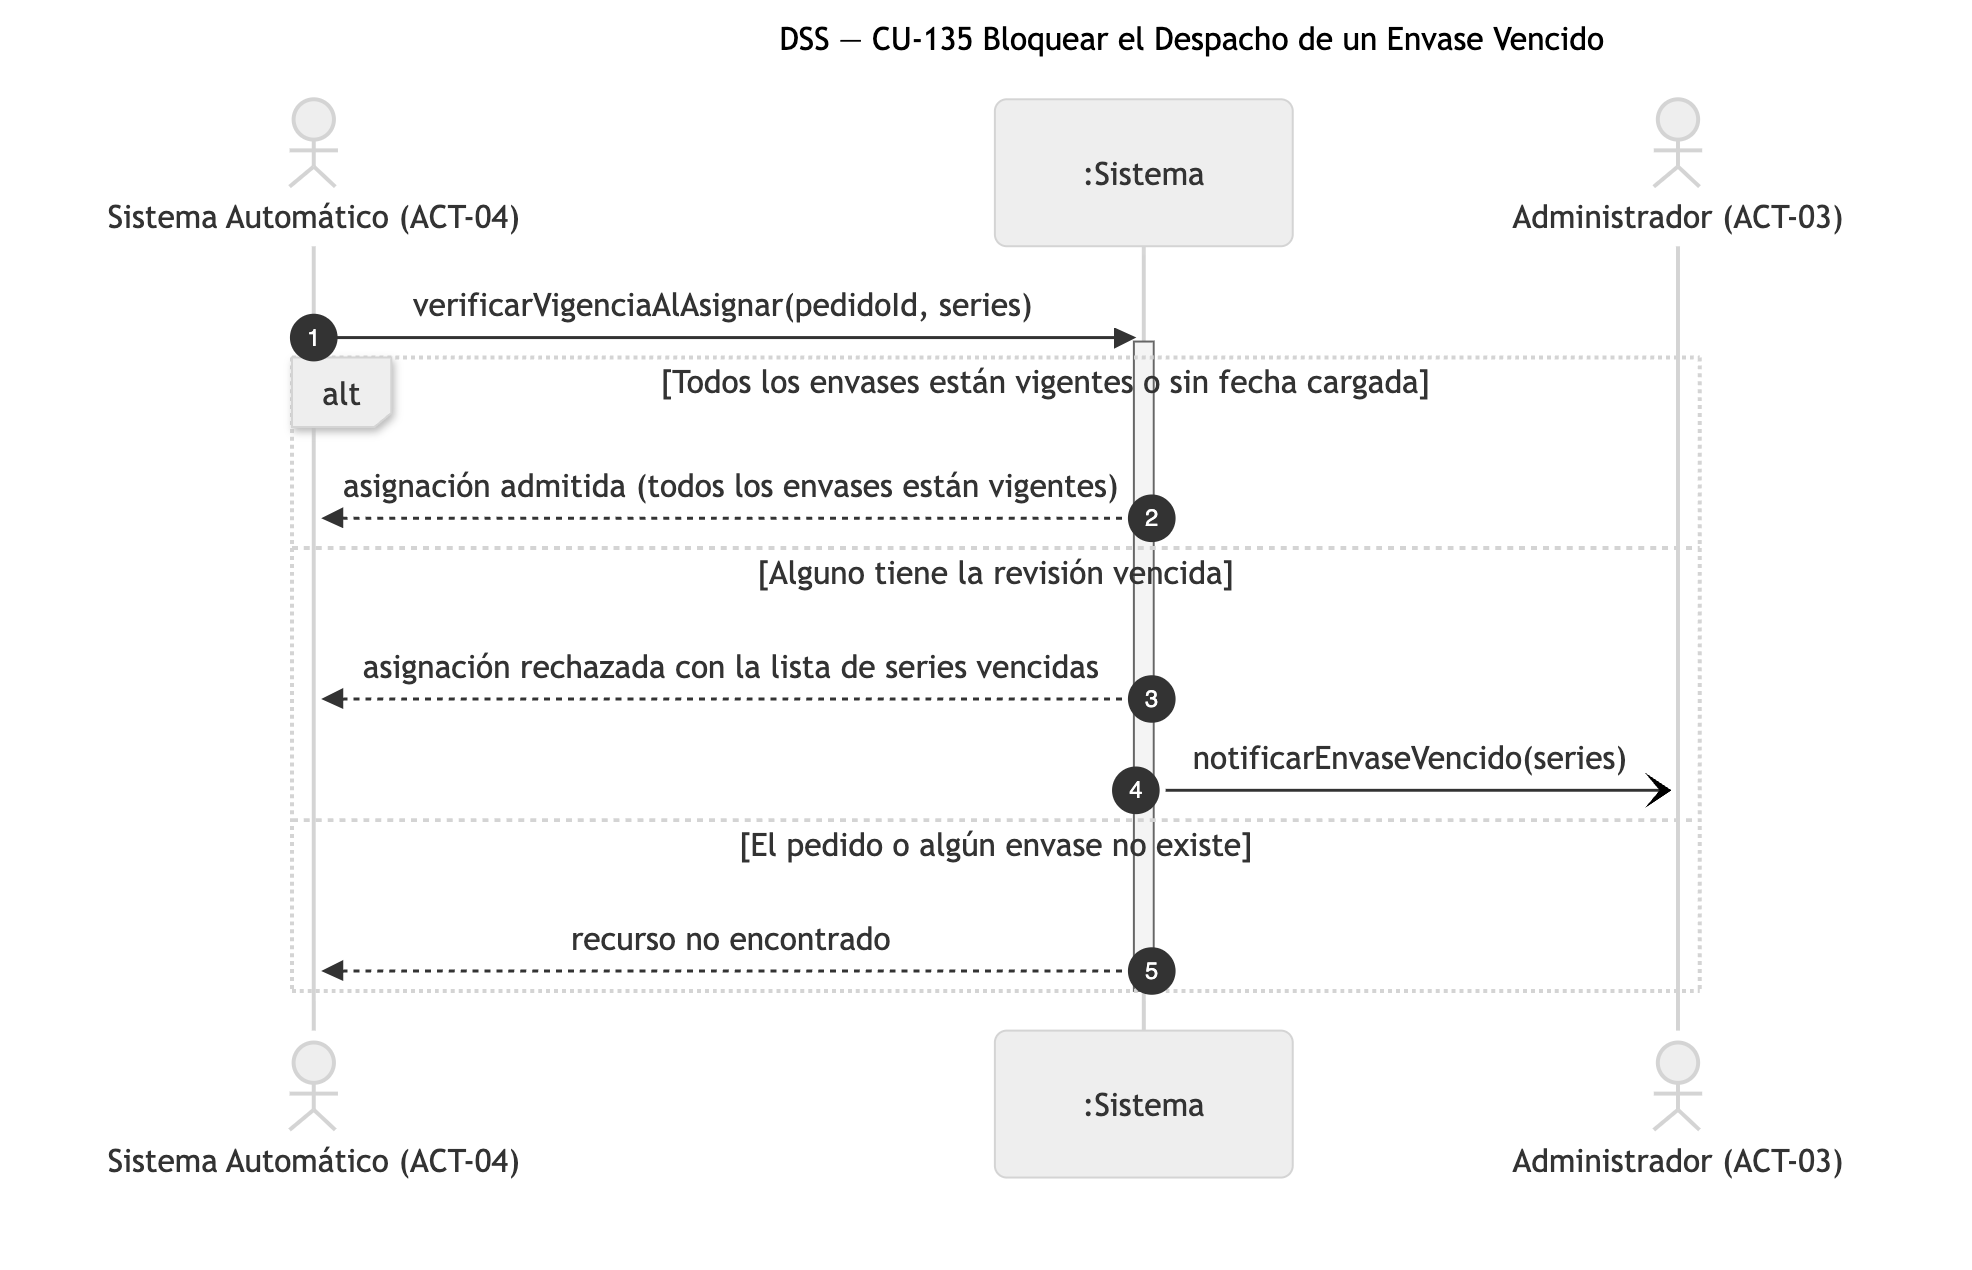 DSS — CU-135 Bloquear el Despacho de un Envase Vencido
:Sistema
Sistema Automático (ACT-04)
Administrador (ACT-03)
verificarVigenciaAlAsignar(pedidoId, series)
1
alt
[Todos los envases están vigentes o sin fecha cargada]
asignación admitida (todos los envases están vigentes)
2
[Alguno tiene la revisión vencida]
asignación rechazada con la lista de series vencidas
3
notificarEnvaseVencido(series)
4
[El pedido o algún envase no existe]
recurso no encontrado
5
:Sistema
Sistema Automático (ACT-04)
Administrador (ACT-03)